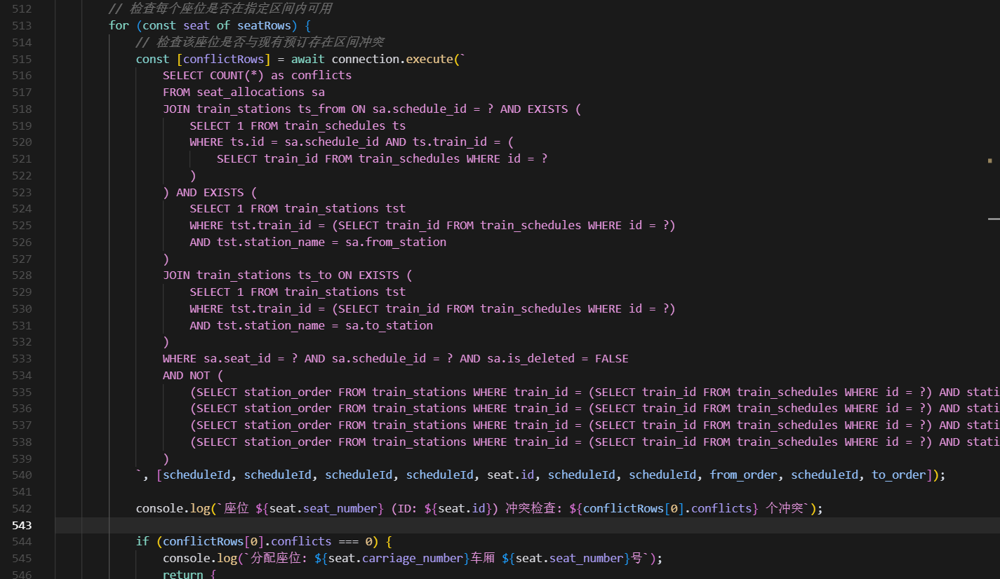 512 // 检查每个座位是否在指定区间内可用
513 for (const seat of seatRows) {
514 // 检查该座位是否与现有预订存在区间冲突
515 const [conflictRows] = await connection.execute(`
516 SELECT COUNT(*) as conflicts
517 FROM seat_allocations sa
518 JOIN train_stations ts_from ON sa.schedule_id = ? AND EXISTS (
519 SELECT 1 FROM train_schedules ts
520 WHERE ts.id = sa.schedule_id AND ts.train_id = (
521 SELECT train_id FROM train_schedules WHERE id = ?
522 )
523 ) AND EXISTS (
524 SELECT 1 FROM train_stations tst
525 WHERE tst.train_id = (SELECT train_id FROM train_schedules WHERE id = ?)
526 AND tst.station_name = sa.from_station
527 )
528 JOIN train_stations ts_to ON EXISTS (
529 SELECT 1 FROM train_stations tst
530 WHERE tst.train_id = (SELECT train_id FROM train_schedules WHERE id = ?)
531 AND tst.station_name = sa.to_station
532 )
533 WHERE sa.seat_id = ? AND sa.schedule_id = ? AND sa.is_deleted = FALSE
534 AND NOT (
535 (SELECT station_order FROM train_stations WHERE train_id = (SELECT train_id FROM train_schedules WHERE id = ?) AND stati
536 (SELECT station_order FROM train_stations WHERE train_id = (SELECT train_id FROM train_schedules WHERE id = ?) AND stati
537 (SELECT station_order FROM train_stations WHERE train_id = (SELECT train_id FROM train_schedules WHERE id = ?) AND stati
538 (SELECT station_order FROM train_stations WHERE train_id = (SELECT train_id FROM train_schedules WHERE id = ?) AND stati
539 )
540 `, [scheduleId, scheduleId, scheduleId, scheduleId, seat.id, scheduleId, scheduleId, from_order, scheduleId, to_order]);
541
542 console.log(`座位 ${seat.seat_number} (ID: ${seat.id}) 冲突检查: ${conflictRows[0].conflicts} 个冲突`);
543
544 if (conflictRows[0].conflicts === 0) {
545 console.log(`分配座位: ${seat.carriage_number}车厢 ${seat.seat_number}号`);
546 return {